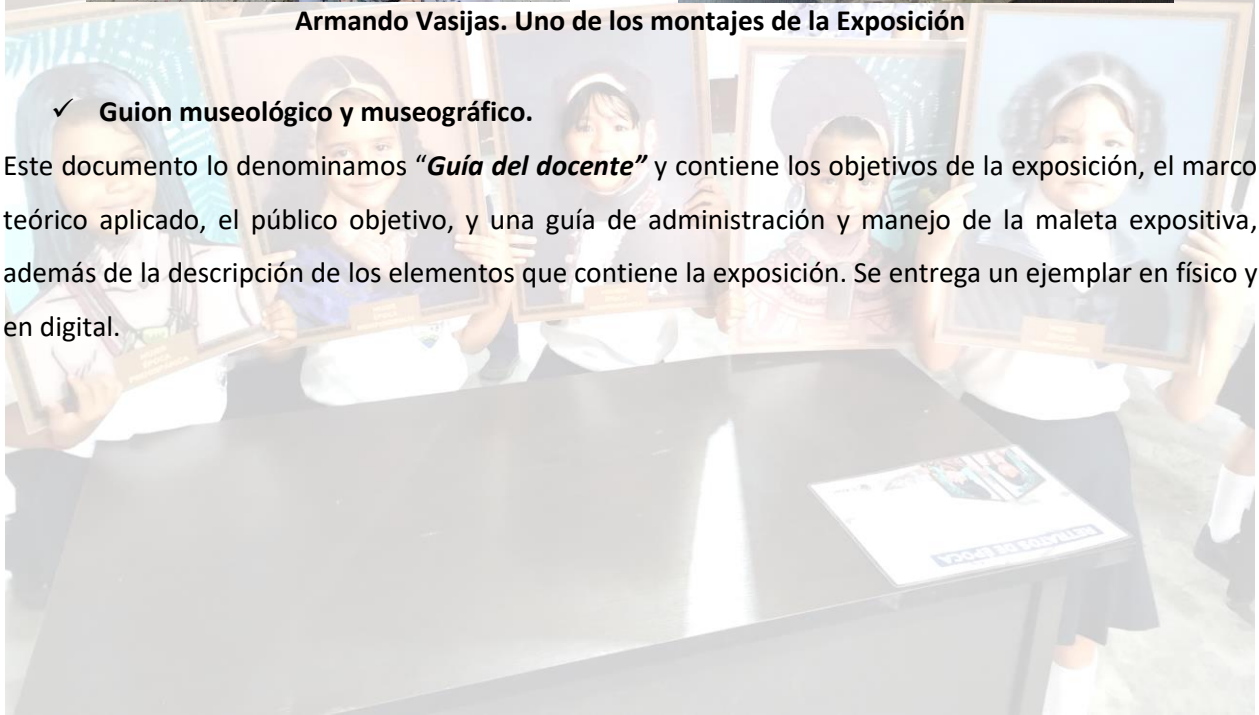 Armando Vasijas. Uno de los montajes de la Exposición
✓ Guion museológico y museográfico.
Este documento lo denominamos “Guía del docente” y contiene los objetivos de la exposición, el marco
teórico aplicado, el público objetivo, y una guía de administración y manejo de la maleta expositiva,
además de la descripción de los elementos que contiene la exposición. Se entrega un ejemplar en físico y
en digital.
RETRATOS DE ÉPOCA